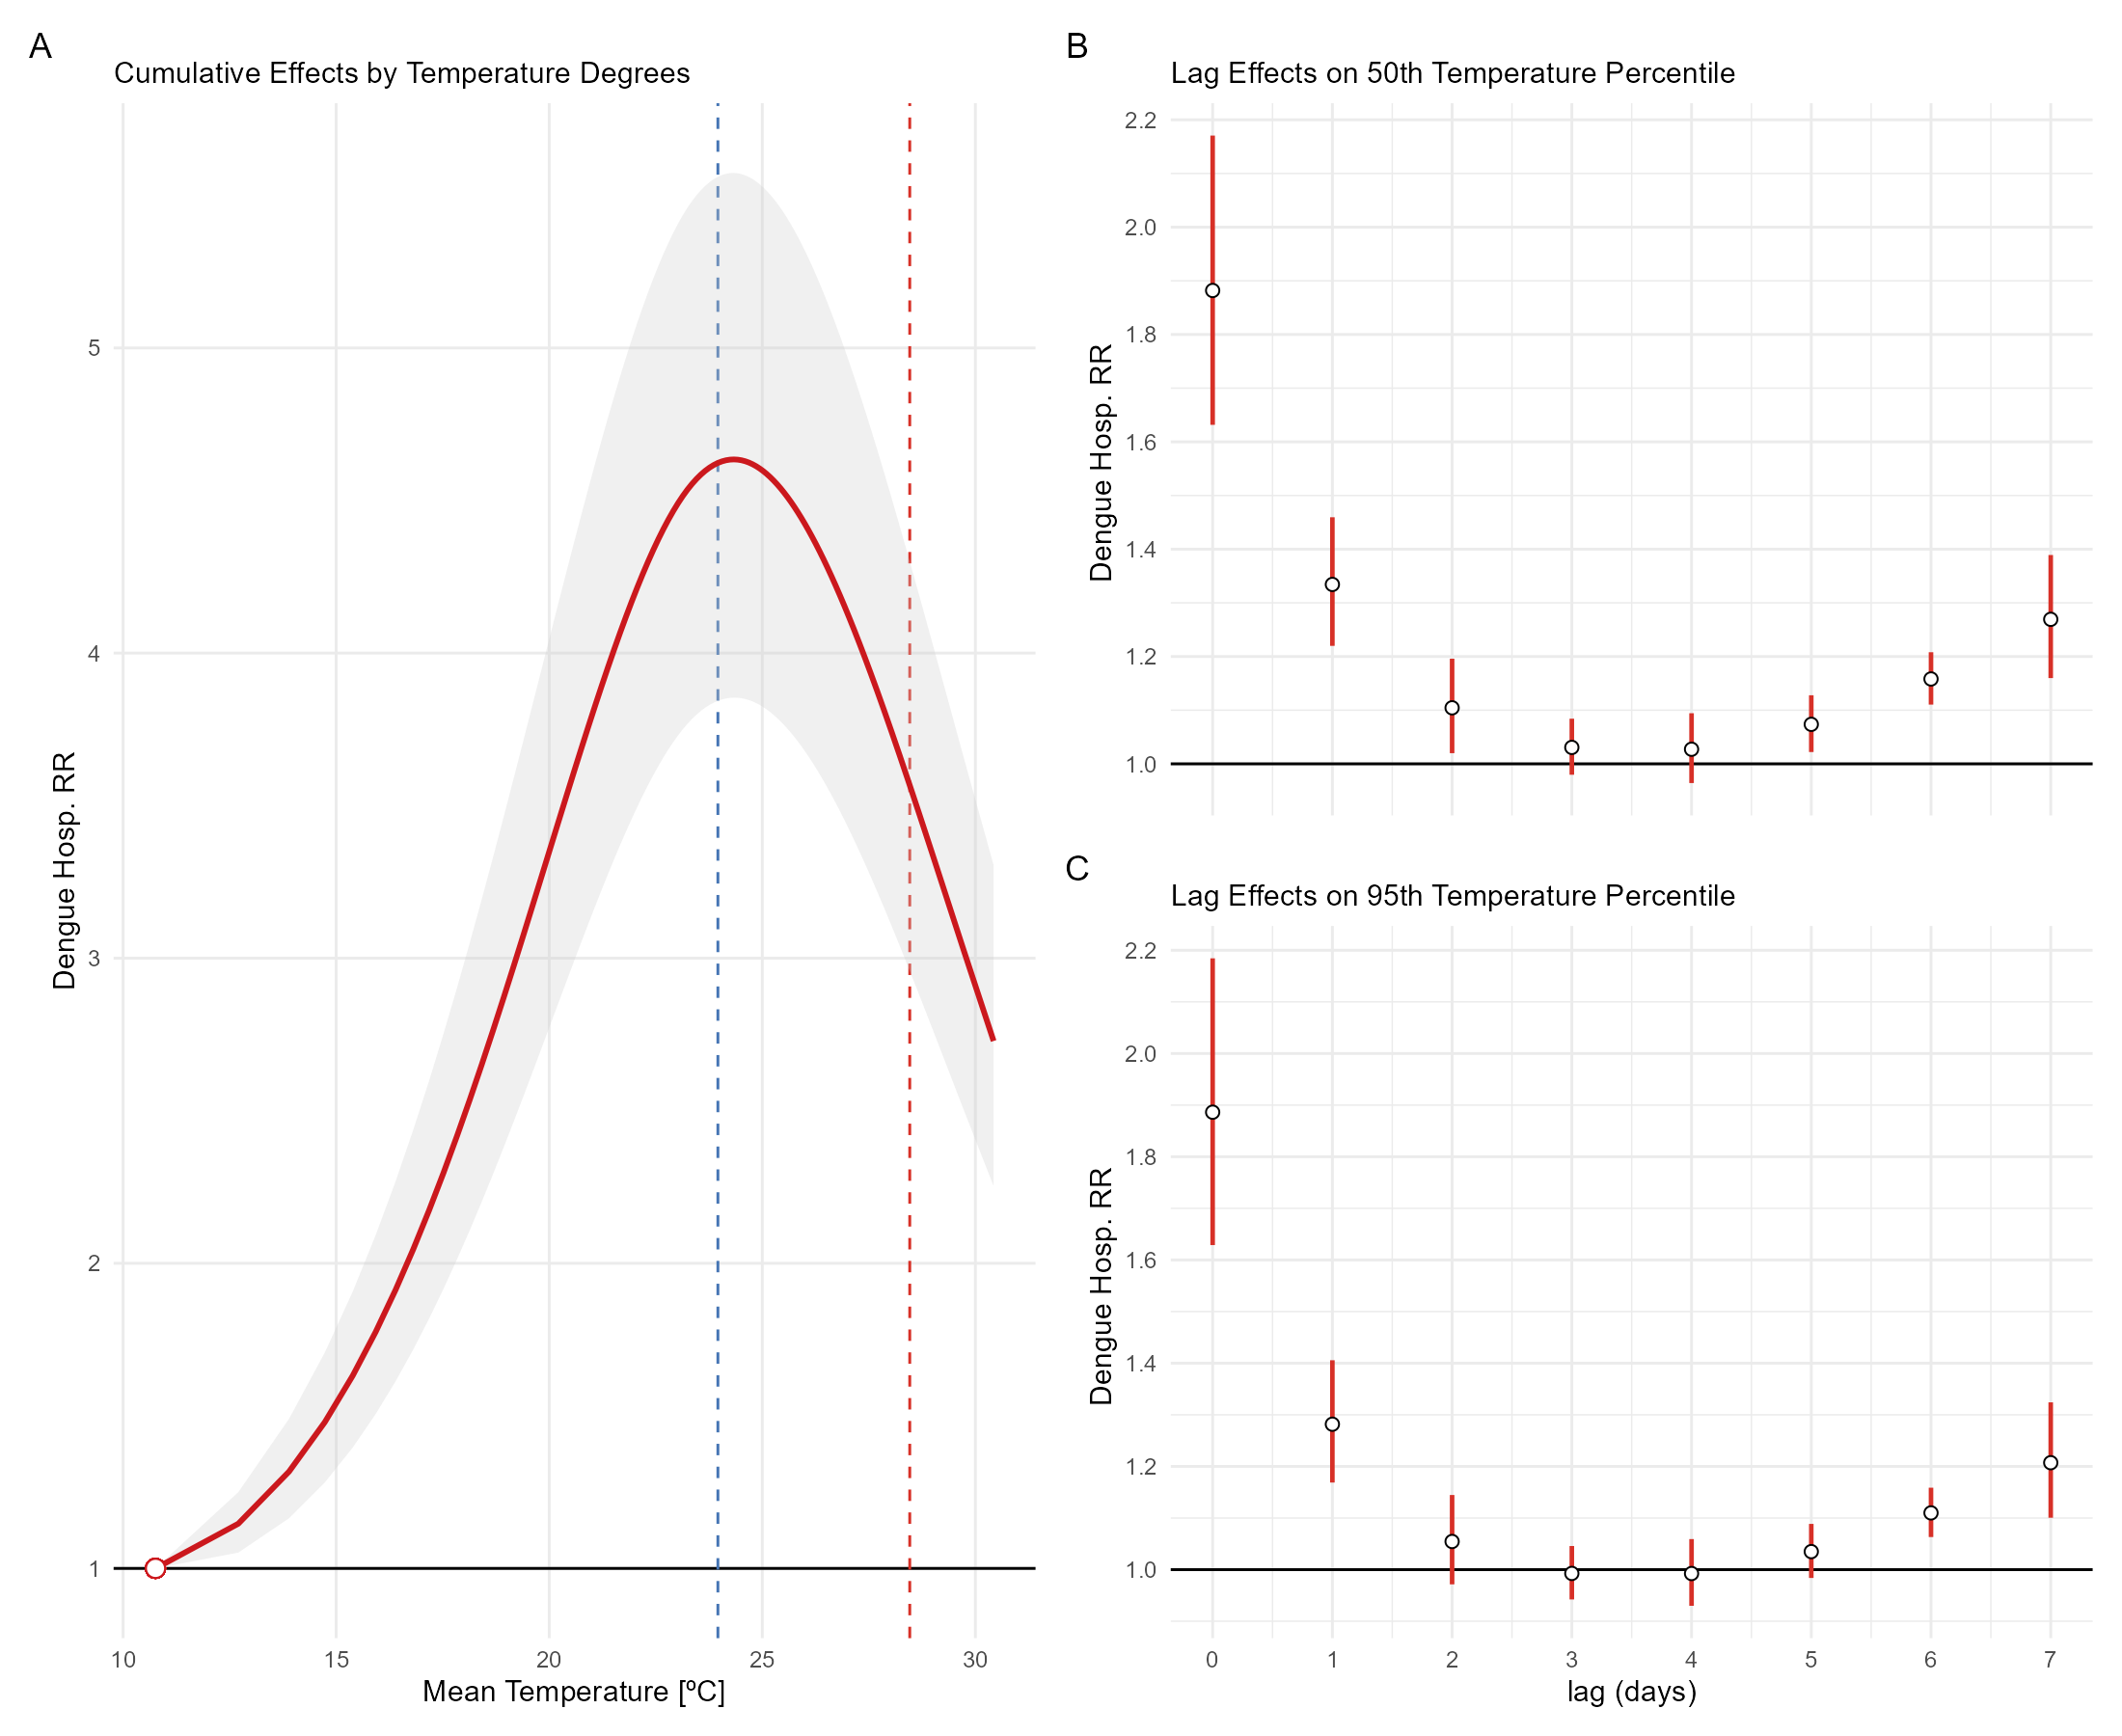 A
Cumulative Effects by Temperature Degrees
Dengue Hosp. RR
5
4
3
2
1
10 15 20 25 30
Mean Temperature [ºC]
B
Lag Effects on 50th Temperature Percentile
Dengue Hosp. RR
2.2
2.0
1.8
1.6
1.4
1.2
1.0
C
Lag Effects on 95th Temperature Percentile
Dengue Hosp. RR
2.2
2.0
1.8
1.6
1.4
1.2
1.0
0 1 2 3 4 5 6 7
lag (days)